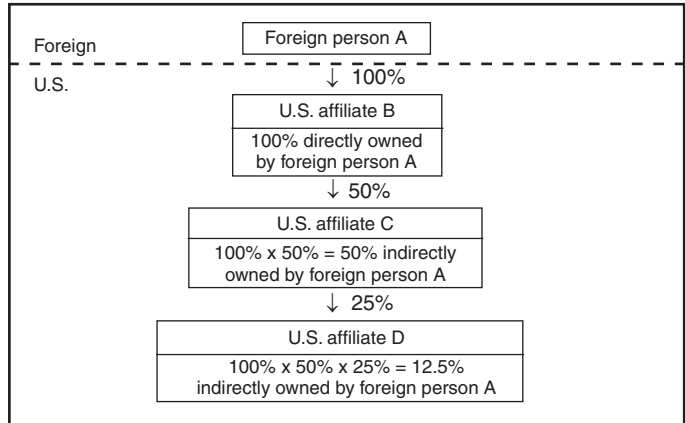 Foreign person A
Foreign
↓ 100%
U.S.
U.S. affiliate B
100% directly owned
by foreign person A
↓ 50%
U.S. affiliate C
100% x 50% = 50% indirectly
owned by foreign person A
↓ 25%
U.S. affiliate D
100% x 50% x 25% = 12.5%
indirectly owned by foreign person A